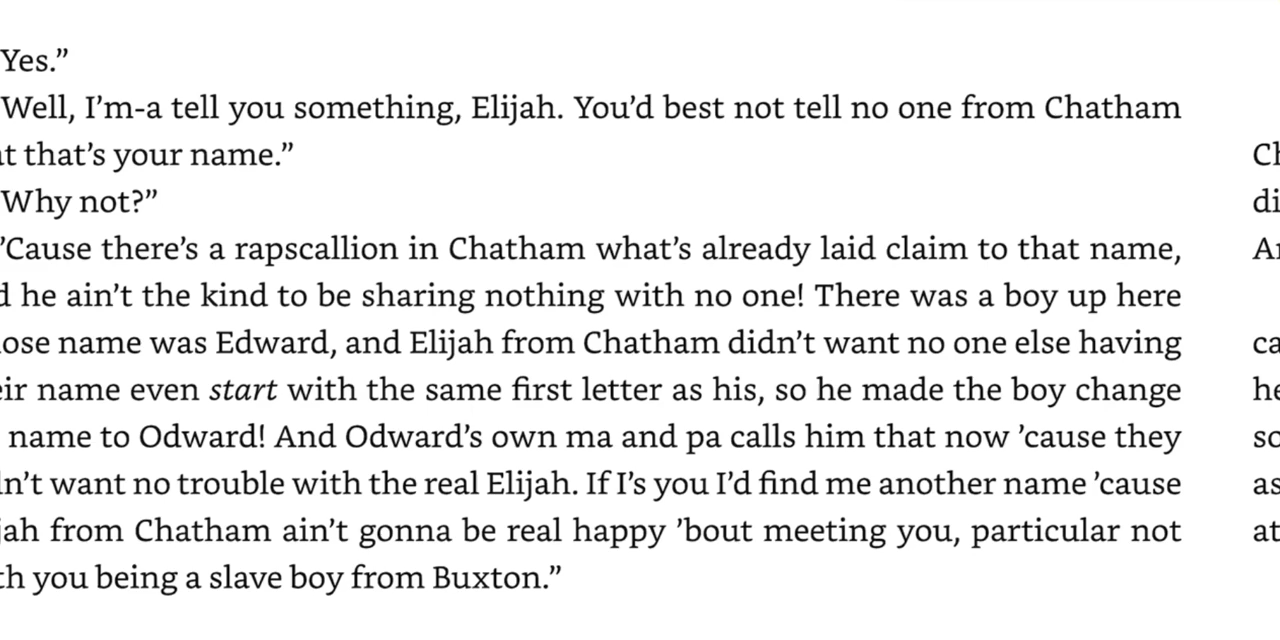 Yes.”
Well, I’m-a tell you something, Elijah. You’d best not tell no one from Chatham
that’s your name.”
Why not?”
’Cause there’s a rapscallion in Chatham what’s already laid claim to that name,
he ain’t the kind to be sharing nothing with no one! There was a boy up here
name was Edward, and Elijah from Chatham didn’t want no one else having
name even start with the same first letter as his, so he made the boy change
name to Odward! And Odward’s own ma and pa calls him that now ’cause they
want no trouble with the real Elijah. If I’s you I’d find me another name ’cause
from Chatham ain’t gonna be real happy ’bout meeting you, particular not
you being a slave boy from Buxton.”